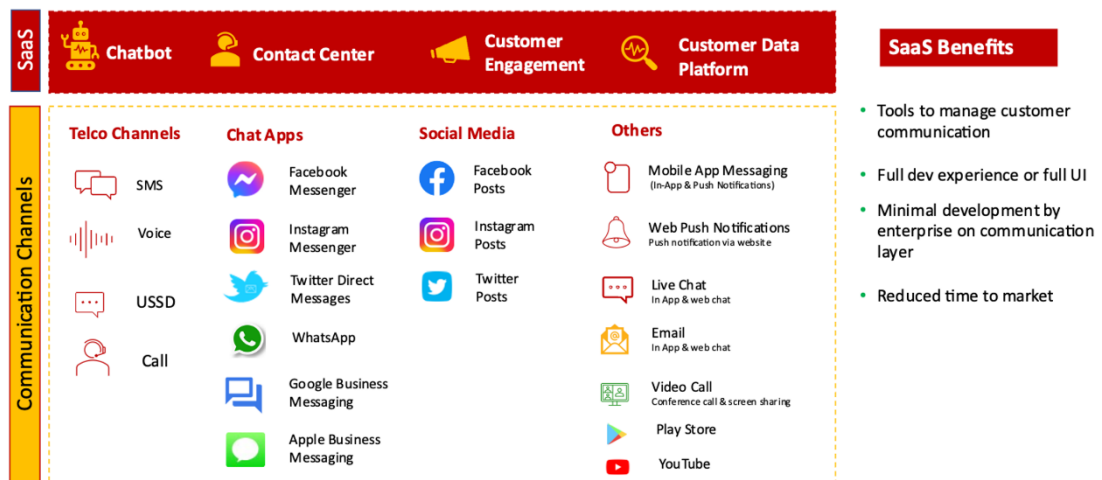 SaaS
Chatbot
Contact Center
Customer
Engagement
Customer Data
Platform
SaaS Benefits
Communication Channels
Telco Channels
SMS
Voice
USSD
Call
Chat Apps
Facebook
Messenger
Instagram
Messenger
Twitter Direct
Messages
WhatsApp
Google Business
Messaging
Apple Business
Messaging
Social Media
Facebook
Posts
Instagram
Posts
Twitter
Posts
Others
Mobile App Messaging
(In-App & Push Notifications)
Web Push Notifications
Push notification via website
Live Chat
In App & web chat
Email
In App & web chat
Video Call
Conference call & screen sharing
Play Store
YouTube
• Tools to manage customer
communication
• Full dev experience or full UI
• Minimal development by
enterprise on communication
layer
• Reduced time to market